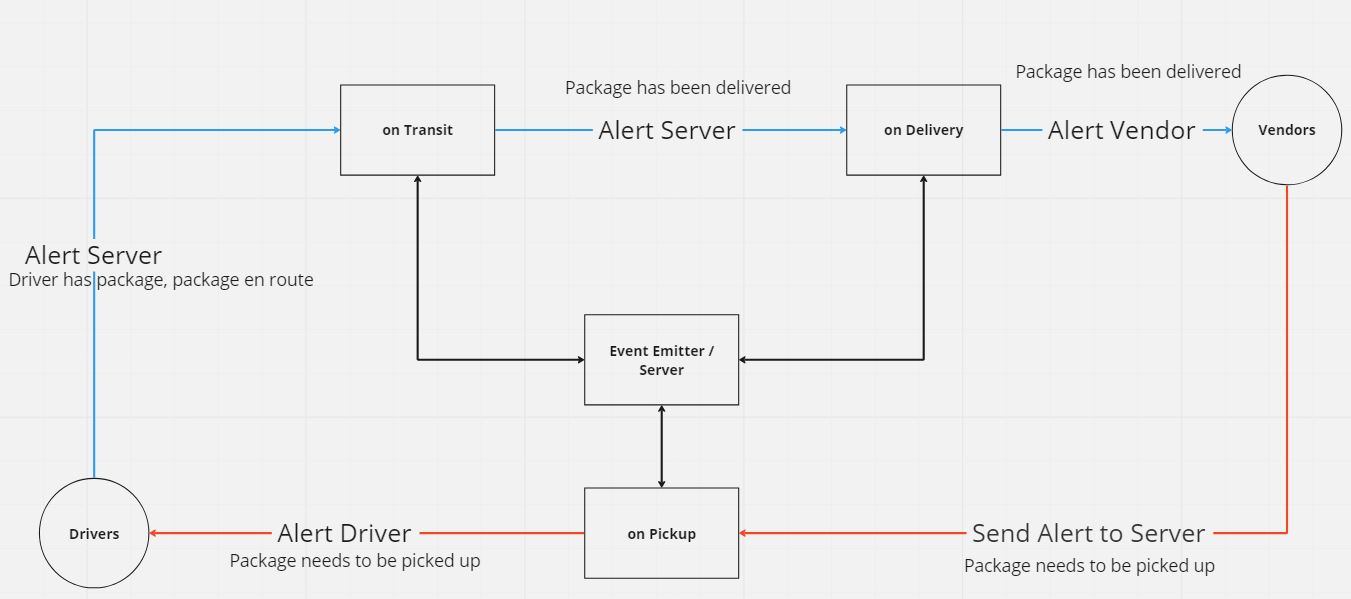 Package has been delivered
Package has been delivered
on Transit
Alert Server
on Delivery
Alert Vendor
Vendors
Alert Server
Driver has package, package en route
Event Emitter /
Server
Drivers
Alert Driver
on Pickup
Send Alert to Server
Package needs to be picked up
Package needs to be picked up